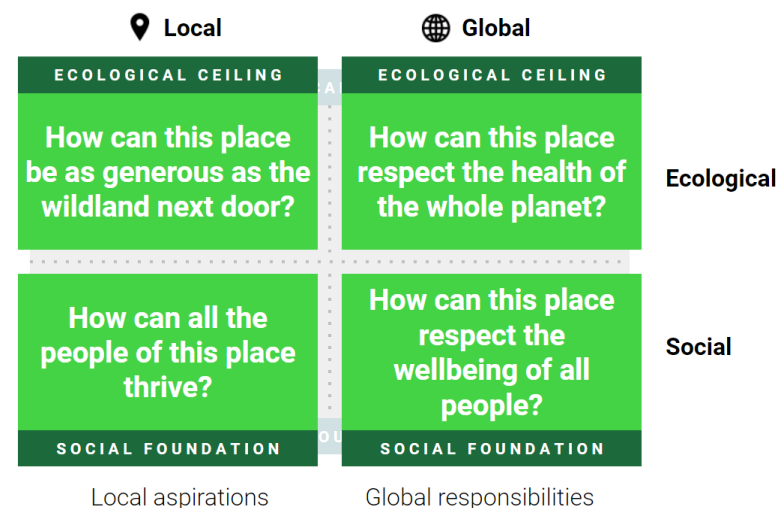 Local
Global
ECOLOGICAL CEILING
ECOLOGICAL CEILING
How can this place
be as generous as the
wildland next door?
How can this place
respect the health of
the whole planet?
Ecological
How can all the
people of this place
thrive?
How can this place
respect the
wellbeing of all
people?
Social
SOCIAL FOUNDATION
SOCIAL FOUNDATION
Local aspirations
Global responsibilities